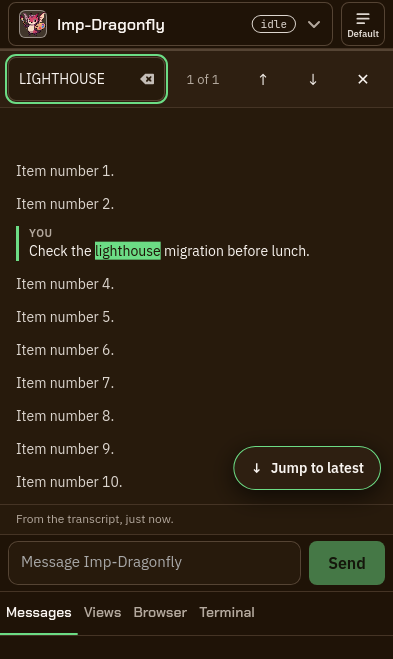 Imp-Dragonfly
idle
Default
LIGHTHOUSE
1 of 1
Item number 1.
Item number 2.
YOU
Check the lighthouse migration before lunch.
Item number 4.
Item number 5.
Item number 6.
Item number 7.
Item number 8.
Item number 9.
Item number 10.
↓ Jump to latest
From the transcript, just now.
Message Imp-Dragonfly
Send
Messages Views Browser Terminal